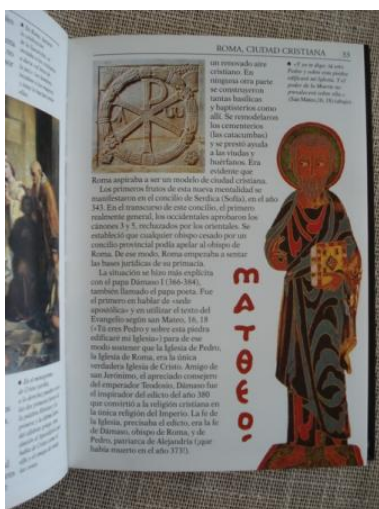 ROMA, CIUDAD CRISTIANA
53
un renovado aire
cristiano. En
ninguna otra parte
se construyeron
tantas basílicas
y baptisterios como
allí. Se remodelaron
los cementerios
(las catacumbas)
y se prestó ayuda
a las viudas y
huérfanos. Era
evidente que
Roma aspiraba a ser un modelo de ciudad cristiana.
Los primeros frutos de esta nueva mentalidad se
manifestaron en el concilio de Serdica (Sofía), en el año
343. En el transcurso de este concilio, el primero
realmente general, los occidentales aprobaron los
cánones 3 y 5, rechazados por los orientales. Se
estableció que cualquier obispo cesado por un
concilio provincial podía apelar al obispo de
Roma. De ese modo, Roma empezaba a sentar
las bases jurídicas de su primacía.
La situación se hizo más explícita
con el papa Dámaso I (366-384),
también llamado el papa poeta. Fue
el primero en hablar de «sede
apostólica» y en utilizar el texto del
Evangelio según san Mateo, 16, 18
(«Tú eres Pedro y sobre esta piedra
edificaré mi Iglesia») para de ese
modo sostener que la Iglesia de Pedro,
la Iglesia de Roma, era la única
verdadera Iglesia de Cristo. Amigo de
san Jerónimo, el apreciado consejero
del emperador Teodosio, Dámaso fue
el inspirador del edicto del año 380
que convirtió a la religión cristiana en
la única religión del Imperio. La fe de
la Iglesia, precisaba el edicto, era la fe
de Dámaso, obispo de Roma, y de
Pedro, patriarca de Alejandría (¡que
había muerto en el año 373!).
«Y yo te digo: tú eres
Pedro y sobre esta piedra
edificaré mi Iglesia. Y el
poder de la Muerte no
prevalecerá sobre ella.»
(San Mateo,
M
A
T
Θ
E
O